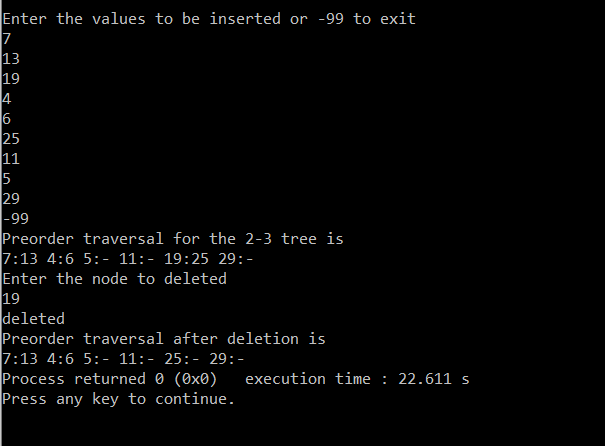 Enter the values to be inserted or -99 to exit
7
13
19
4
6
25
11
5
29
-99
Preorder traversal for the 2-3 tree is
7:13 4:6 5:- 11:- 19:25 29:-
Enter the node to deleted
19
deleted
Preorder traversal after deletion is
7:13 4:6 5:- 11:- 25:- 29:-
Process returned 0 (0x0)   execution time : 22.611 s
Press any key to continue.